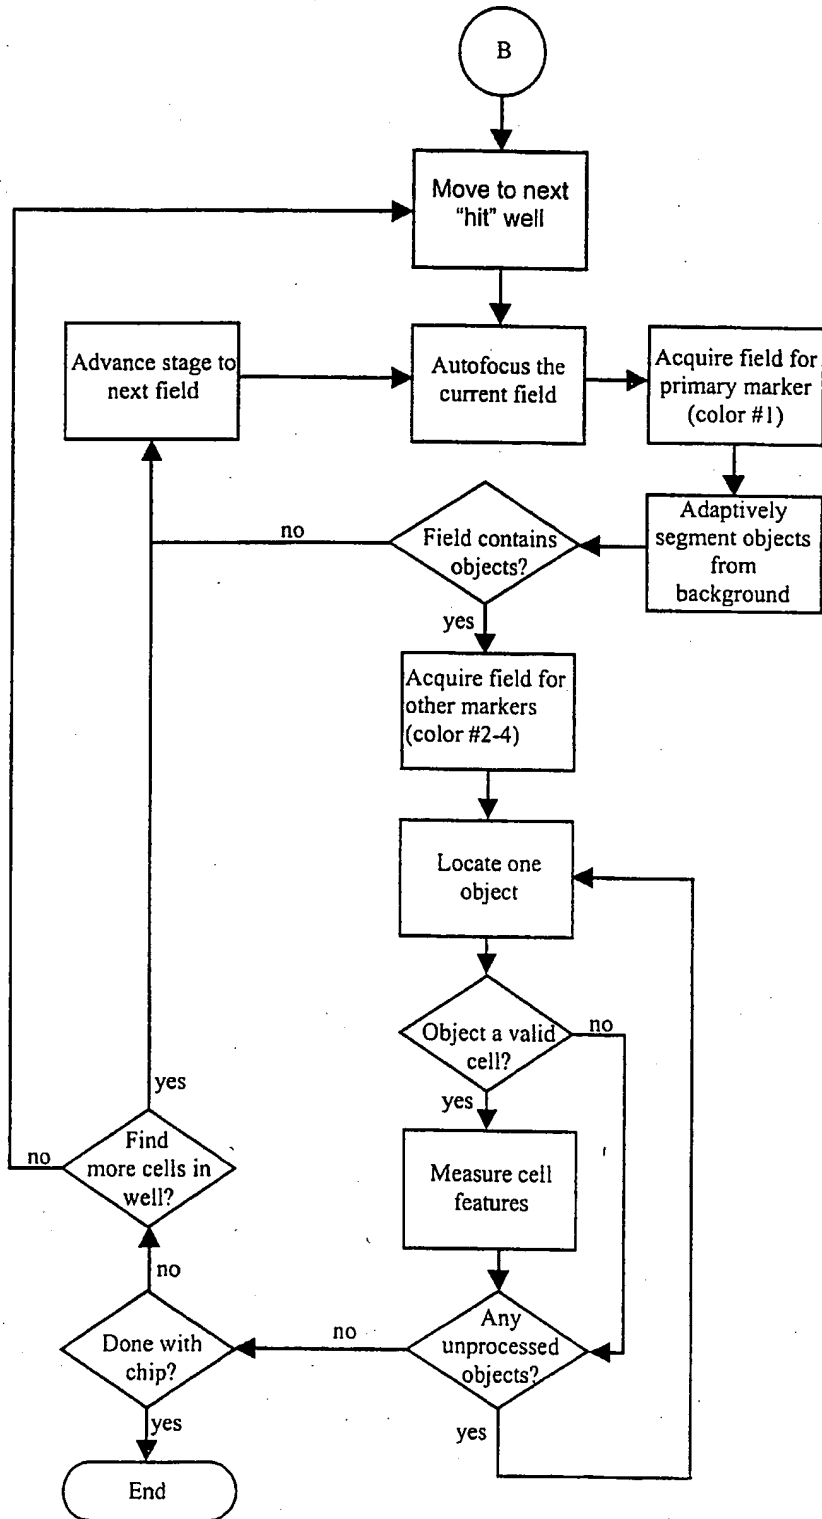 B
Move to next
"hit" well
Advance stage to
next field
Autofocus the
current field
Acquire field for
primary marker
(color #1)
Adaptively
segment objects
from
background
Field contains
objects?
no
yes
Acquire field for
other markers
(color #2-4)
Locate one
object
Object a valid
cell?
no
yes
Measure cell
features
Any
unprocessed
objects?
no
yes
Done with
chip?
no
yes
Find
more cells in
well?
yes
no
End